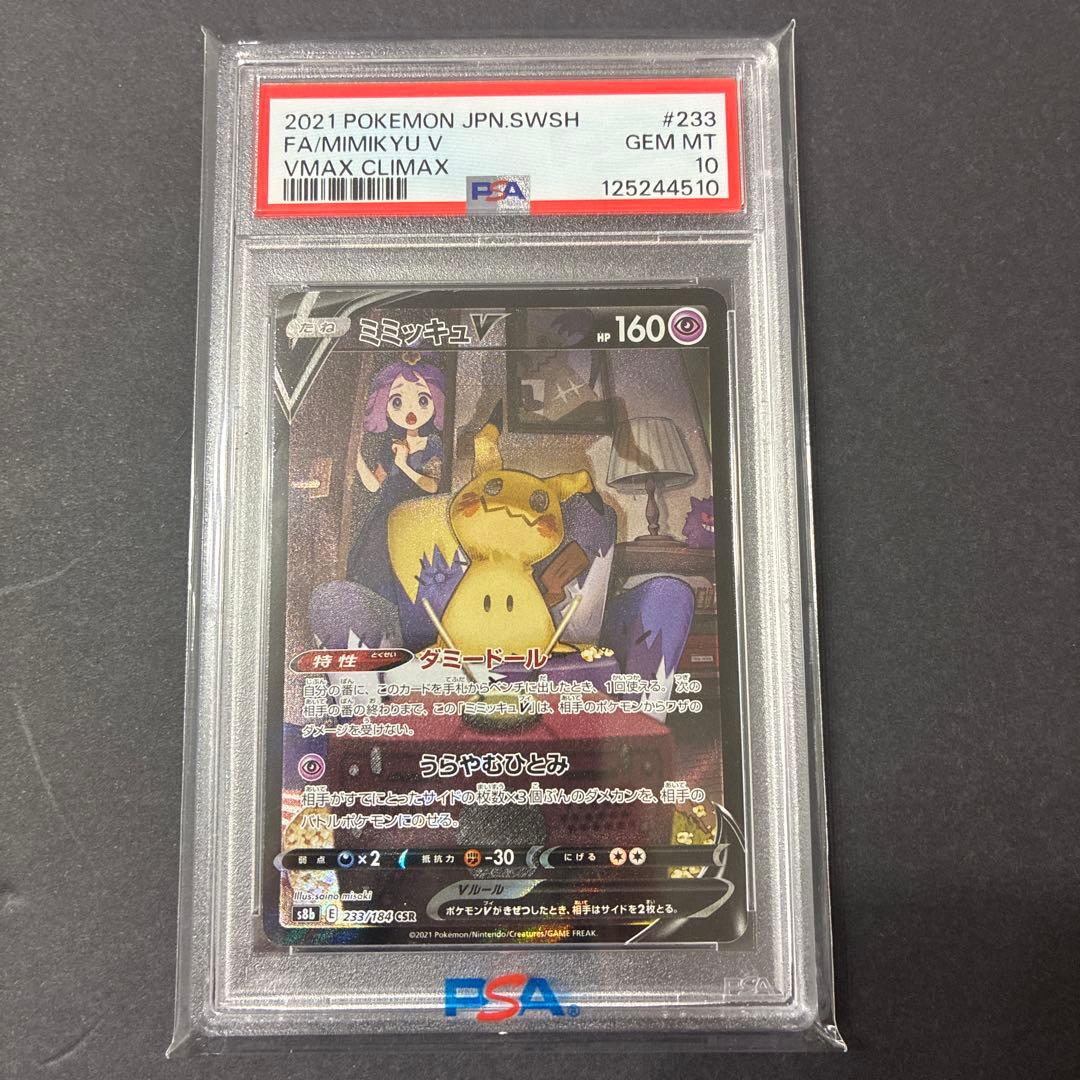 2021 POKEMON JPN.SWSH #233
FA/MIMIKYU V GEM MT
VMAX CLIMAX 10
PSA 125244510
たね ミミッキュV HP 160
特性 とくせい ダミードール
自分の番に、このカードを手札からベンチに出したとき、1回使える。次の
相手の番の終わりまで、この「ミミッキュV」は、相手のポケモンからワザの
ダメージを受けない。
うらやむひとみ
相手がすでにとったサイドの枚数×3個ぶんのダメカンを、相手の
バトルポケモンにのせる。
弱点 ×2 抵抗力 -30 にげる
Vルール
ポケモンVがきぜつしたとき、相手はサイドを2枚とる。
Illus. saino misaki
s8b E 233/184 CSR
©2021 Pokémon/Nintendo/Creatures/GAME FREAK.
PSA
PSA®